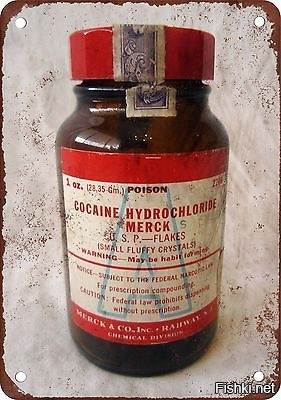 1 oz. (28.35 Gm.) POISON
COCAINE HYDROCHLORIDE
MERCK
U. S. P.—FLAKES
(SMALL FLUFFY CRYSTALS)
WARNING—May be habit forming
NOTICE—SUBJECT TO THE FEDERAL NARCOTIC LAW
For prescription compounding.
CAUTION: Federal law prohibits dispensing
without prescription.
MERCK & CO., INC. · RAHWAY, N. J.
CHEMICAL DIVISION
Fishki.net